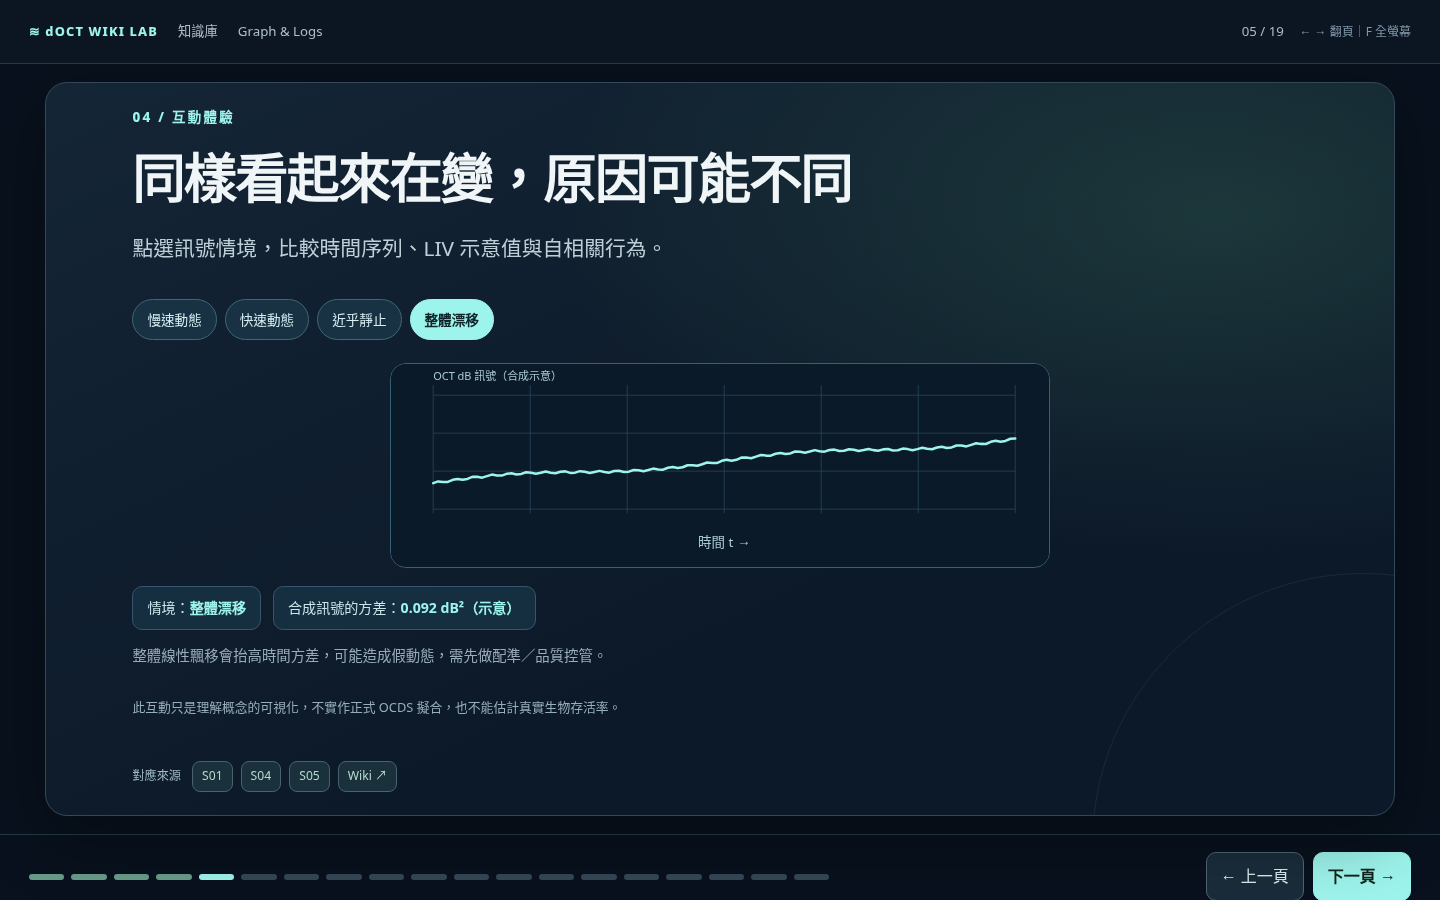 ≋ dOCT WIKI LAB 知識庫 Graph & Logs 05 / 19 ← → 翻頁｜F 全螢幕
04 / 互動體驗
同樣看起來在變，原因可能不同
點選訊號情境，比較時間序列、LIV 示意值與自相關行為。
慢速動態 快速動態 近乎靜止 整體漂移
OCT dB 訊號（合成示意）
時間 t →
情境：整體漂移 合成訊號的方差：0.092 dB²（示意）
整體線性飄移會抬高時間方差，可能造成假動態，需先做配準／品質控管。
此互動只是理解概念的可視化，不實作正式 OCDS 擬合，也不能估計真實生物存活率。
對應來源 S01 S04 S05 Wiki ↗
← 上一頁 下一頁 →